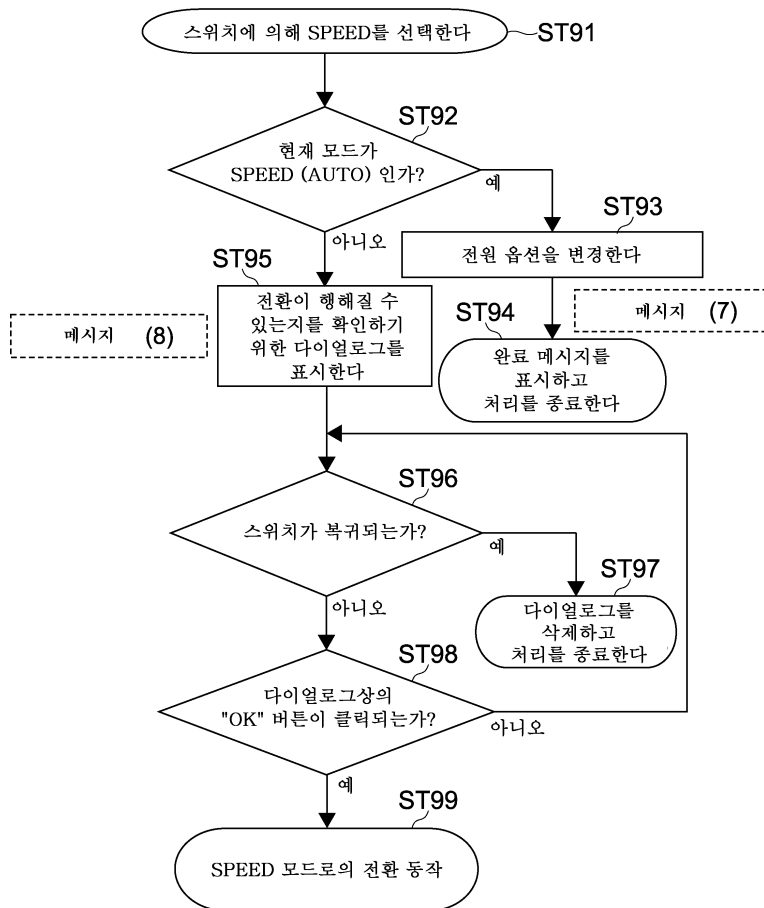 스위치에 의해 SPEED를 선택한다
ST91
ST92
현재 모드가
SPEED (AUTO) 인가?
예
ST93
아니오
전원 옵션을 변경한다
ST95
전환이 행해질 수
있는지를 확인하기
위한 다이얼로그를
표시한다
메시지 (8)
메시지 (7)
ST94
완료 메시지를
표시하고
처리를 종료한다
ST96
스위치가 복귀되는가?
예
ST97
아니오
다이얼로그를
삭제하고
처리를 종료한다
ST98
다이얼로그상의
"OK" 버튼이 클릭되는가?
아니오
예
ST99
SPEED 모드로의 전환 동작